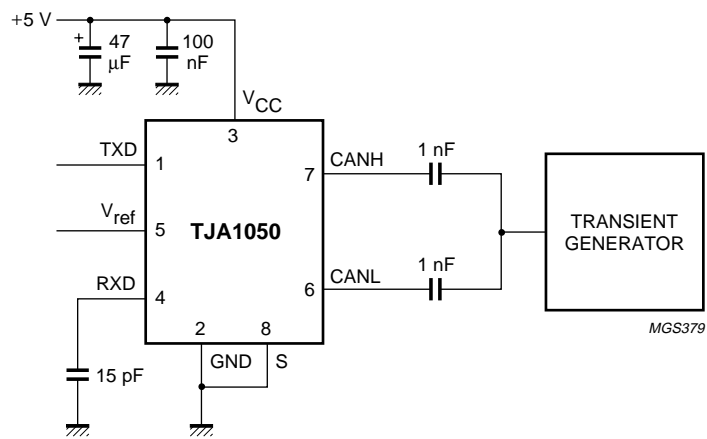 +5 V
+
47
μF
100
nF
VCC
3
TXD
1
7
CANH
1 nF
Vref
5
TJA1050
TRANSIENT
GENERATOR
RXD
4
6
CANL
1 nF
MGS379
2
8
GND
S
15 pF